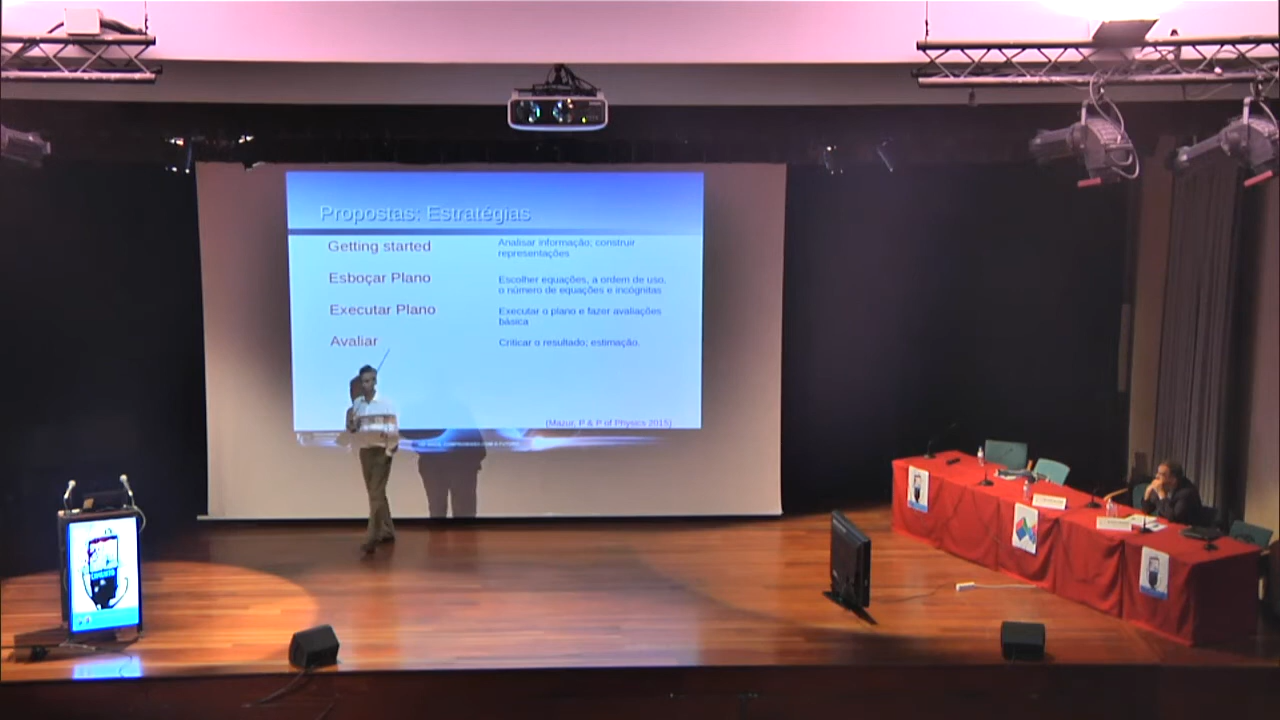 Propostas: Estratégias
Getting started
Analisar informação; construir
representações
Esboçar Plano
Escolher equações, a ordem de uso,
o número de equações e incógnitas
Executar Plano
Executar o plano e fazer avaliações
básica
Avaliar
Criticar o resultado; estimação.
(Mazur, P & P of Physics 2015)